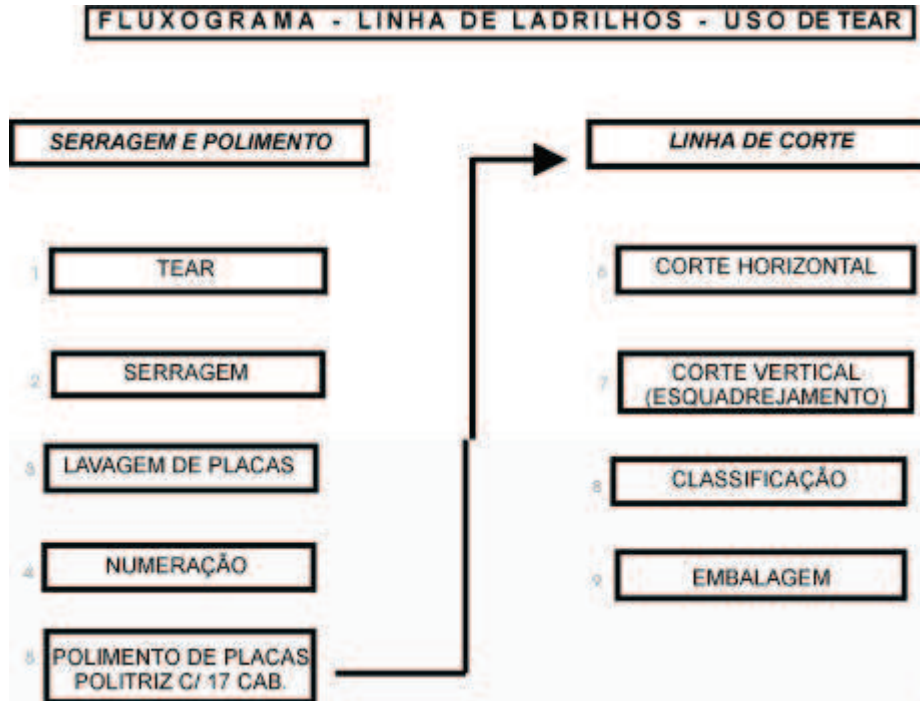 FLUXOGRAMA - LINHA DE LADRILHOS - USO DE TEAR
SERRAGEM E POLIMENTO
1 TEAR
2 SERRAGEM
3 LAVAGEM DE PLACAS
4 NUMERAÇÃO
5 POLIMENTO DE PLACAS
POLITRIZ C/ 17 CAB.
LINHA DE CORTE
6 CORTE HORIZONTAL
7 CORTE VERTICAL
(ESQUADREJAMENTO)
8 CLASSIFICAÇÃO
9 EMBALAGEM